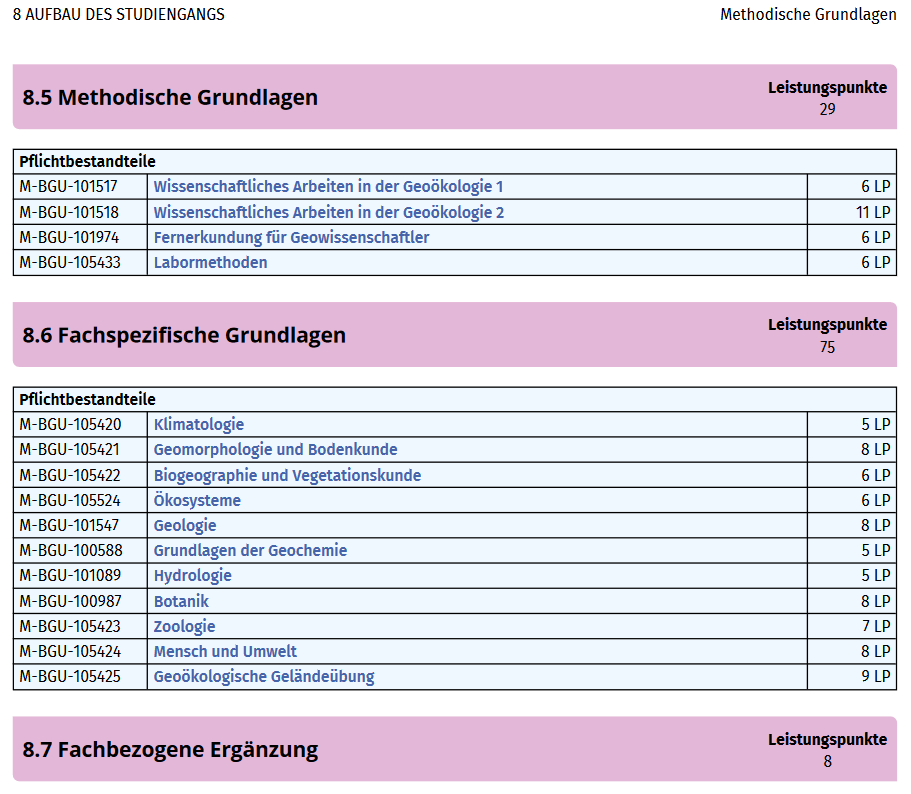 8 AUFBAU DES STUDIENGANGS Methodische Grundlagen
8.5 Methodische Grundlagen Leistungspunkte
29
Pflichtbestandteile
M-BGU-101517 Wissenschaftliches Arbeiten in der Geoökologie 1 6 LP
M-BGU-101518 Wissenschaftliches Arbeiten in der Geoökologie 2 11 LP
M-BGU-101974 Fernerkundung für Geowissenschaftler 6 LP
M-BGU-105433 Labormethoden 6 LP
8.6 Fachspezifische Grundlagen Leistungspunkte
75
Pflichtbestandteile
M-BGU-105420 Klimatologie 5 LP
M-BGU-105421 Geomorphologie und Bodenkunde 8 LP
M-BGU-105422 Biogeographie und Vegetationskunde 6 LP
M-BGU-105524 Ökosysteme 6 LP
M-BGU-101547 Geologie 8 LP
M-BGU-100588 Grundlagen der Geochemie 5 LP
M-BGU-101089 Hydrologie 5 LP
M-BGU-100987 Botanik 8 LP
M-BGU-105423 Zoologie 7 LP
M-BGU-105424 Mensch und Umwelt 8 LP
M-BGU-105425 Geoökologische Geländeübung 9 LP
8.7 Fachbezogene Ergänzung Leistungspunkte
8